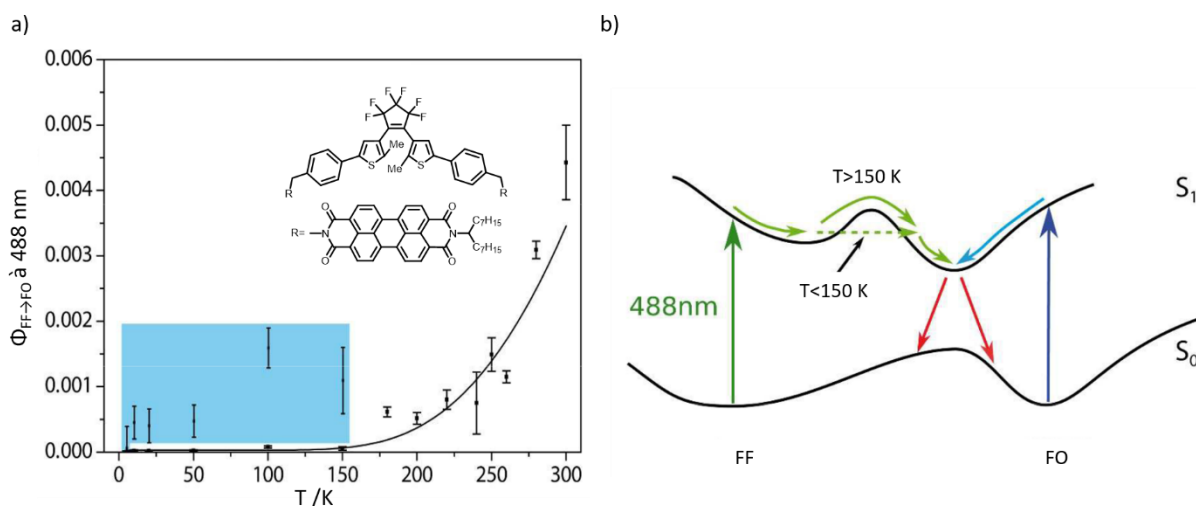 a)
0.006
0.005
0.004
0.003
0.002
0.001
0.000
Φ FF→FO à 488 nm
0 50 100 150 200 250 300
T /K
F F
F F
F F
Me
S S
Me
R R
R=
O O
N N
O O
C7H15
C7H15
b)
T>150 K
S1
T<150 K
488nm
S0
FF FO